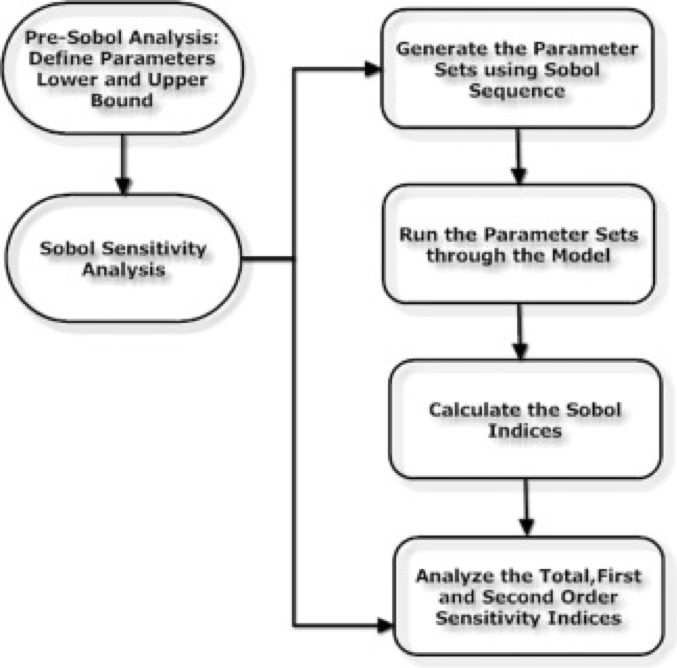 Pre-Sobol Analysis:
Define Parameters
Lower and Upper
Bound
Sobol Sensitivity
Analysis
Generate the Parameter
Sets using Sobol
Sequence
Run the Parameter Sets
through the Model
Calculate the Sobol
Indices
Analyze the Total,First
and Second Order
Sensitivity Indices